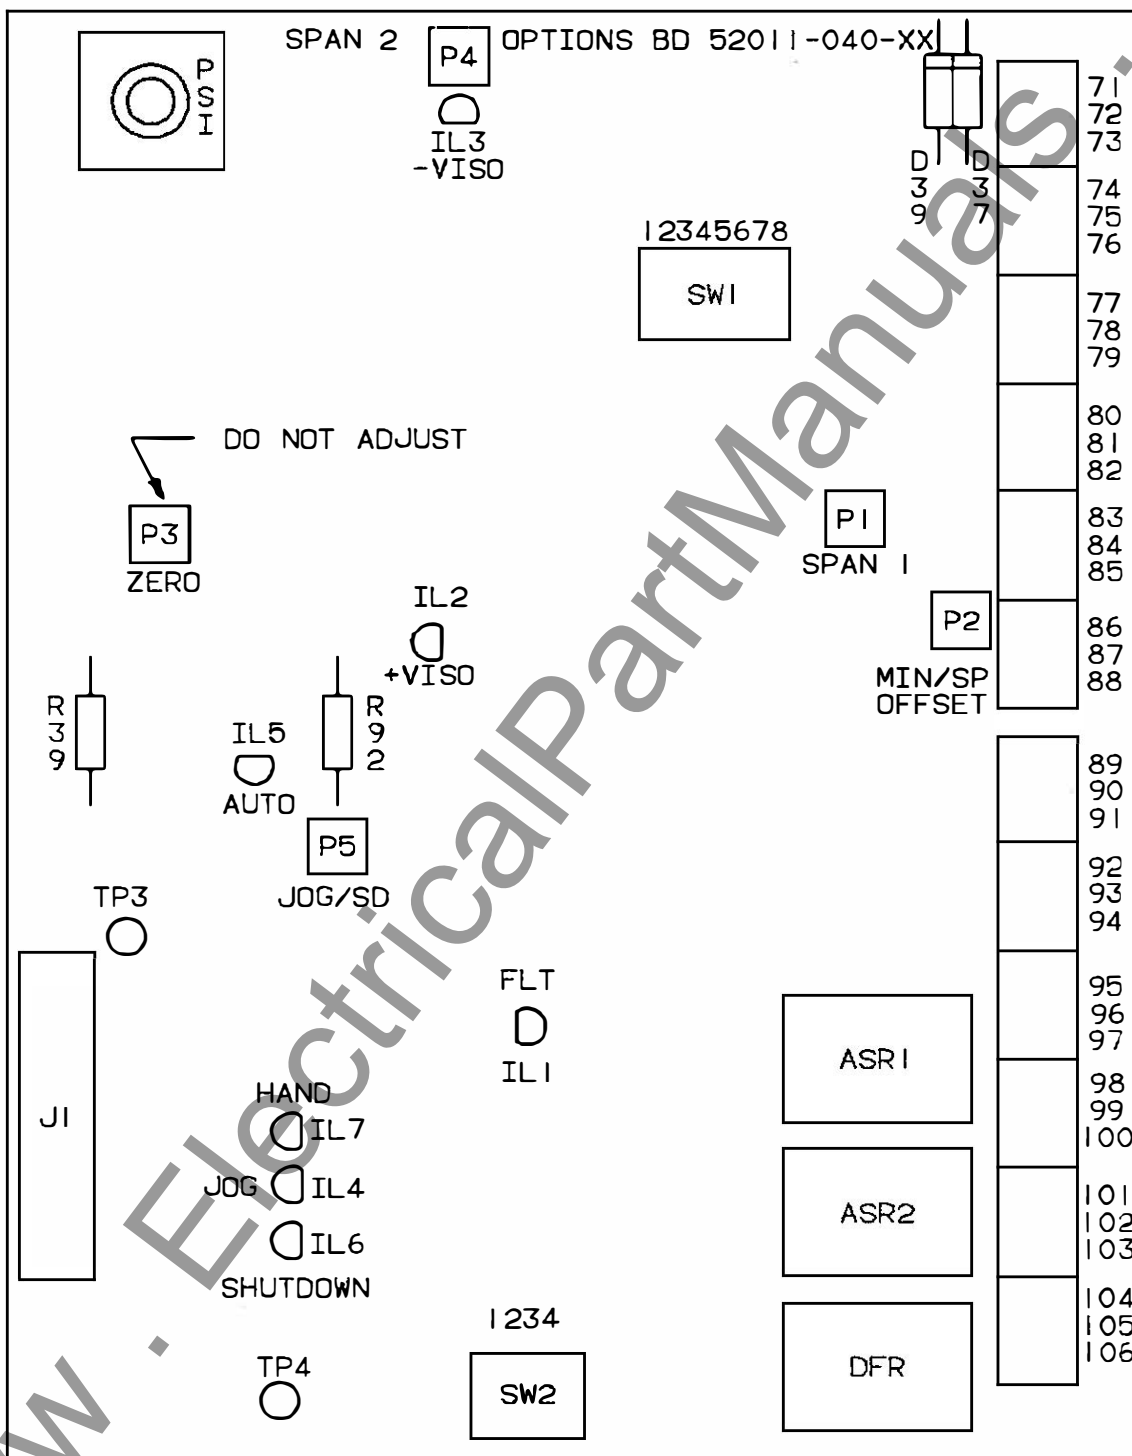 SPAN 2
P4
OPTIONS BD 52011-040-XX
PSI
IL3
-VISO
D39
D37
71
72
73
74
75
76
12345678
SW1
77
78
79
DO NOT ADJUST
80
81
82
P3
ZERO
P1
SPAN 1
83
84
85
IL2
+VISO
P2
MIN/SP
OFFSET
86
87
88
R39
IL5
AUTO
R92
P5
JOG/SD
89
90
91
TP3
92
93
94
FLT
IL1
ASR1
95
96
97
J1
HAND
IL7
JOG
IL4
IL6
SHUTDOWN
98
99
100
ASR2
101
102
103
1234
SW2
TP4
DFR
104
105
106
w . ElectricalPartManuals .